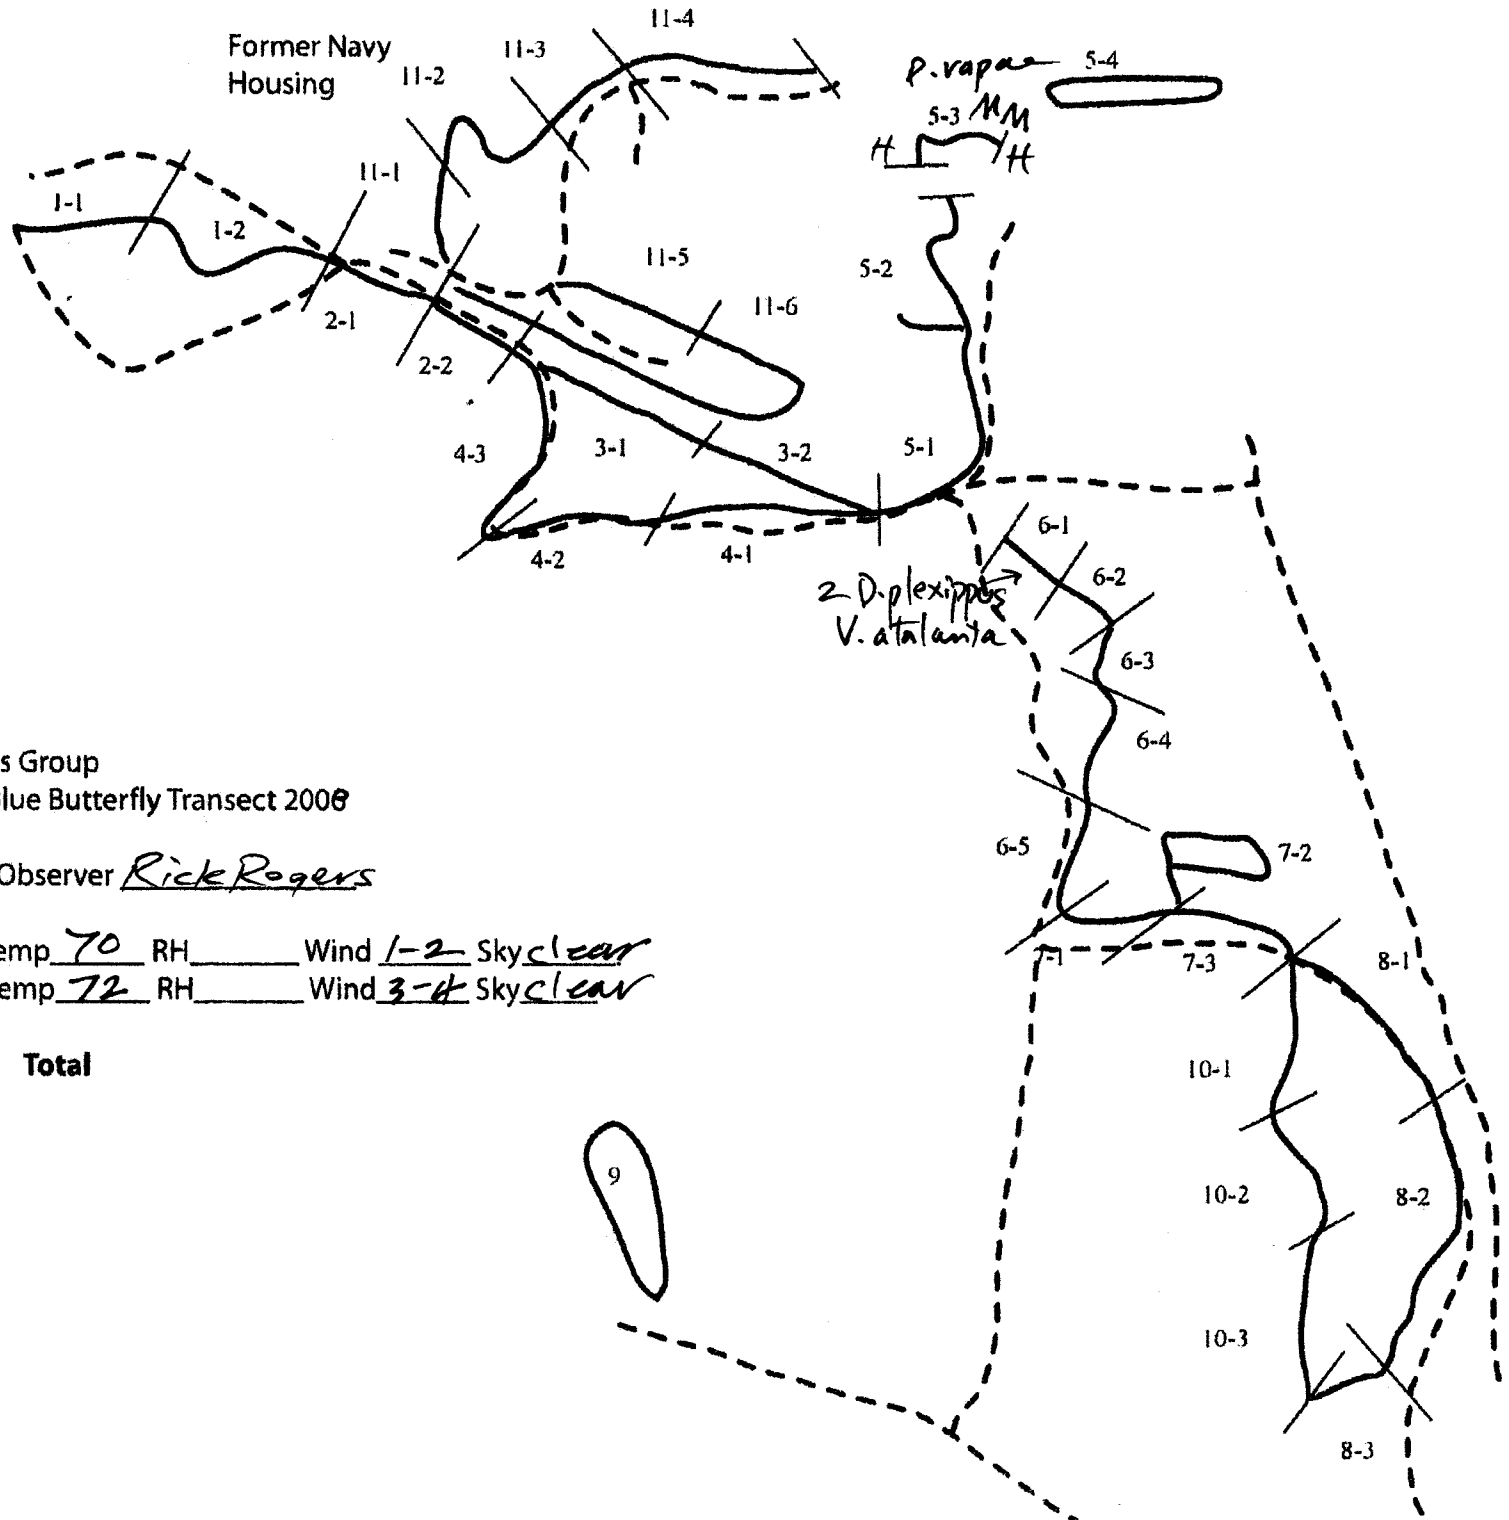 11-4
Former Navy
Housing
11-3
11-2
P. rapae
5-4
5-3 MM
H
H
11-1
1-1
1-2
11-5
5-2
11-6
2-1
2-2
4-3
3-1
3-2
5-1
4-2
4-1
6-1
6-2
2 D. plexippus
V. atalanta
6-3
6-4
s Group
lue Butterfly Transect
6-5
7-2
Observer Rick Rogers
emp 70 RH Wind 1-2 Sky clear
emp 72 RH Wind 3-4 Sky clear
7-1
7-3
8-1
Total
10-1
9
10-2
8-2
10-3
8-3